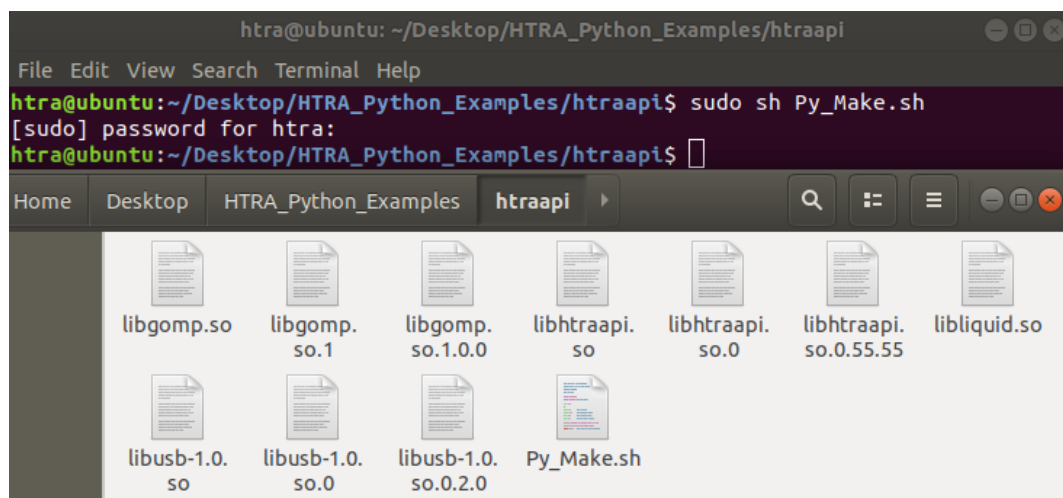 htra@ubuntu: ~/Desktop/HTRA_Python_Examples/htraapi
File Edit View Search Terminal Help
htra@ubuntu:~/Desktop/HTRA_Python_Examples/htraapi$ sudo sh Py_Make.sh
[sudo] password for htra:
htra@ubuntu:~/Desktop/HTRA_Python_Examples/htraapi$
Home Desktop HTRA_Python_Examples htraapi
libgomp.so libgomp. libgomp. libhtraapi. libhtraapi. libhtraapi. libliquid.so
so.1 so.1.0.0 so so.0 so.0.55.55
libusb-1.0. libusb-1.0. libusb-1.0. Py_Make.sh
so so.0 so.0.2.0